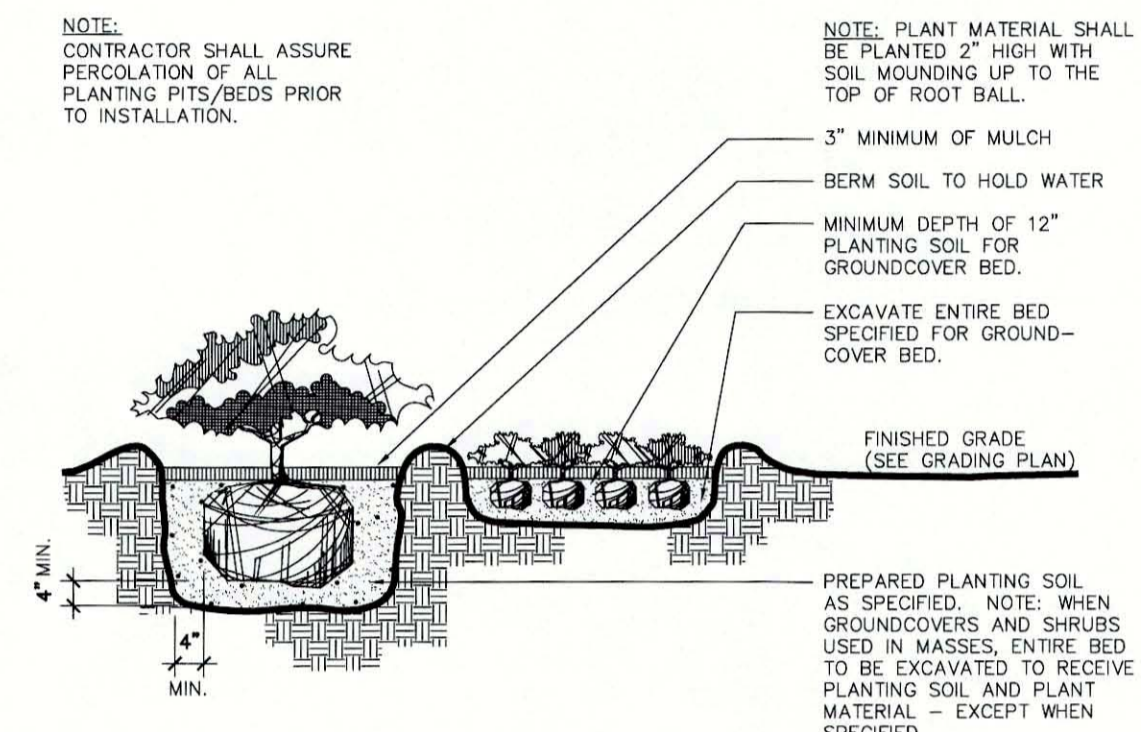 NOTE:
CONTRACTOR SHALL ASSURE
PERCOLATION OF ALL
PLANTING PITS/BEDS PRIOR
TO INSTALLATION.
NOTE: PLANT MATERIAL SHALL
BE PLANTED 2" HIGH WITH
SOIL MOUNDING UP TO THE
TOP OF ROOT BALL.
3" MINIMUM OF MULCH
BERM SOIL TO HOLD WATER
MINIMUM DEPTH OF 12"
PLANTING SOIL FOR
GROUNDCOVER BED.
EXCAVATE ENTIRE BED
SPECIFIED FOR GROUND-
COVER BED.
FINISHED GRADE
(SEE GRADING PLAN)
4" MIN.
4"
MIN.
PREPARED PLANTING SOIL
AS SPECIFIED. NOTE: WHEN
GROUNDCOVERS AND SHRUBS
USED IN MASSES, ENTIRE BED
TO BE EXCAVATED TO RECEIVE
PLANTING SOIL AND PLANT
MATERIAL – EXCEPT WHEN
SPECIFIED